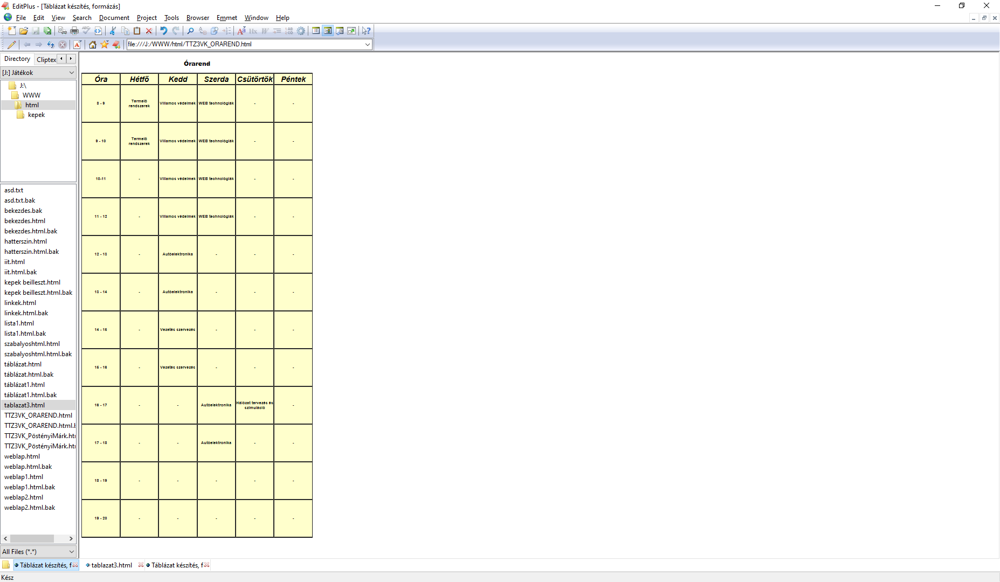 EditPlus - [Táblázat készítés, formázás]
File Edit View Search Document Project Tools Browser Emmet Window Help
file:///J:/WWW/html/TTZ3VK_ORAREND.html
Directory Cliptex
[J:] Játékok
J:\
WWW
html
kepek
asd.txt
asd.txt.bak
bekezdes.bak
bekezdes.html
bekezdes.html.bak
hatterszin.html
hatterszin.html.bak
iit.html
iit.html.bak
kepek beilleszt.html
kepek beilleszt.html.bak
linkek.html
linkek.html.bak
lista1.html
lista1.html.bak
szabalyoshtml.html
szabalyoshtml.html.bak
táblázat.html
táblázat.html.bak
táblázat1.html
táblázat1.html.bak
tablazat3.html
TTZ3VK_ORAREND.html
TTZ3VK_ORAREND.html.b
TTZ3VK_PöstényiMárk.htm
TTZ3VK_PöstényiMárk.htm
weblap.html
weblap.html.bak
weblap1.html
weblap1.html.bak
weblap2.html
weblap2.html.bak
All Files (*.*)
Órarend
Óra Hétfő Kedd Szerda Csütörtök Péntek
8 - 9 Termelő rendszerek Villamos védelmek WEB technológiák - -
9 - 10 Termelő rendszerek Villamos védelmek WEB technológiák - -
10-11 - Villamos védelmek WEB technológiák - -
11 - 12 - Villamos védelmek WEB technológiák - -
12 - 13 - Autóelektronika - - -
13 - 14 - Autóelektronika - - -
14 - 15 - Vezetés szervezés - - -
15 - 16 - Vezetés szervezés - - -
16 - 17 - - Autóelektronika Hálózat tervezés és szimuláció -
17 - 18 - - Autóelektronika - -
18 - 19 - - - - -
19 - 20 - - - - -
Táblázat készítés, f tablazat3.html Táblázat készítés, f
Kész